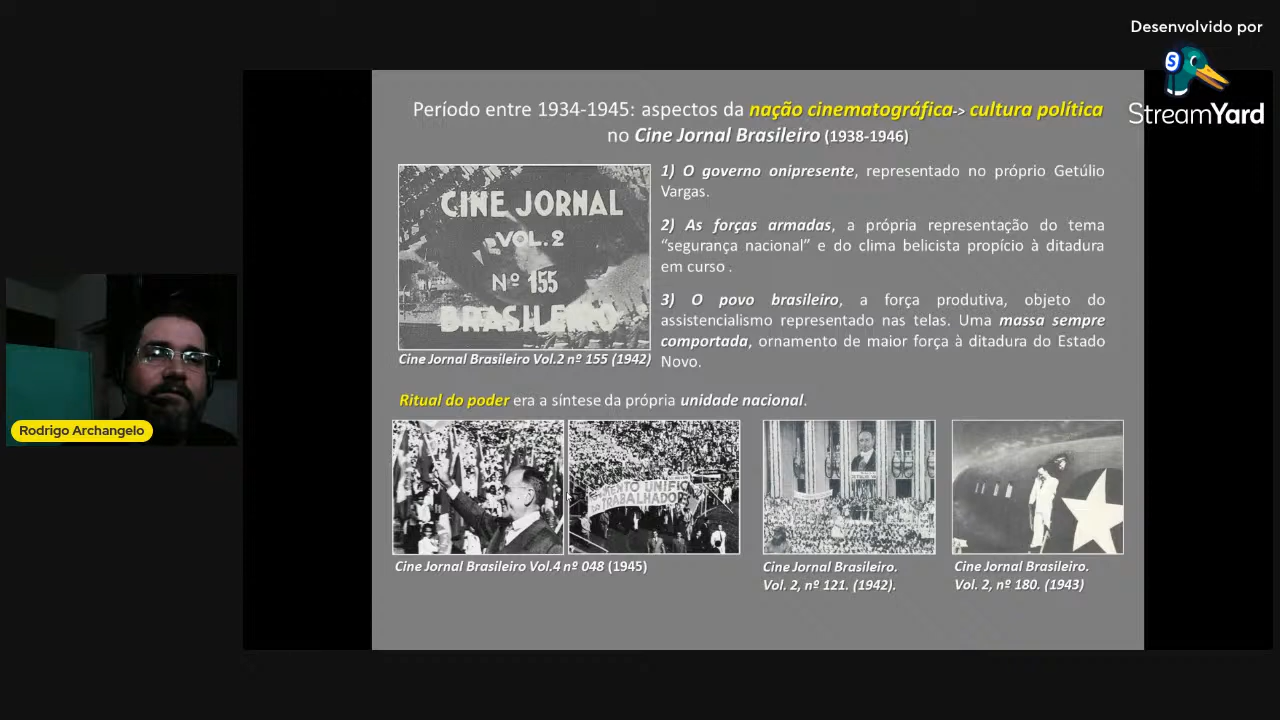 Desenvolvido por
StreamYard
Período entre 1934-1945: aspectos da nação cinematográfica-> cultura política
no Cine Jornal Brasileiro (1938-1946)
CINE JORNAL
VOL. 2
Nº 155
BRASILEIRO
Cine Jornal Brasileiro Vol.2 nº 155 (1942)
1) O governo onipresente, representado no próprio Getúlio
Vargas.
2) As forças armadas, a própria representação do tema
“segurança nacional” e do clima belicista propício à ditadura
em curso .
3) O povo brasileiro, a força produtiva, objeto do
assistencialismo representado nas telas. Uma massa sempre
comportada, ornamento de maior força à ditadura do Estado
Novo.
Ritual do poder era a síntese da própria unidade nacional.
Cine Jornal Brasileiro Vol.4 nº 048 (1945)
Cine Jornal Brasileiro.
Vol. 2, nº 121. (1942).
Cine Jornal Brasileiro.
Vol. 2, nº 180. (1943)
Rodrigo Archangelo